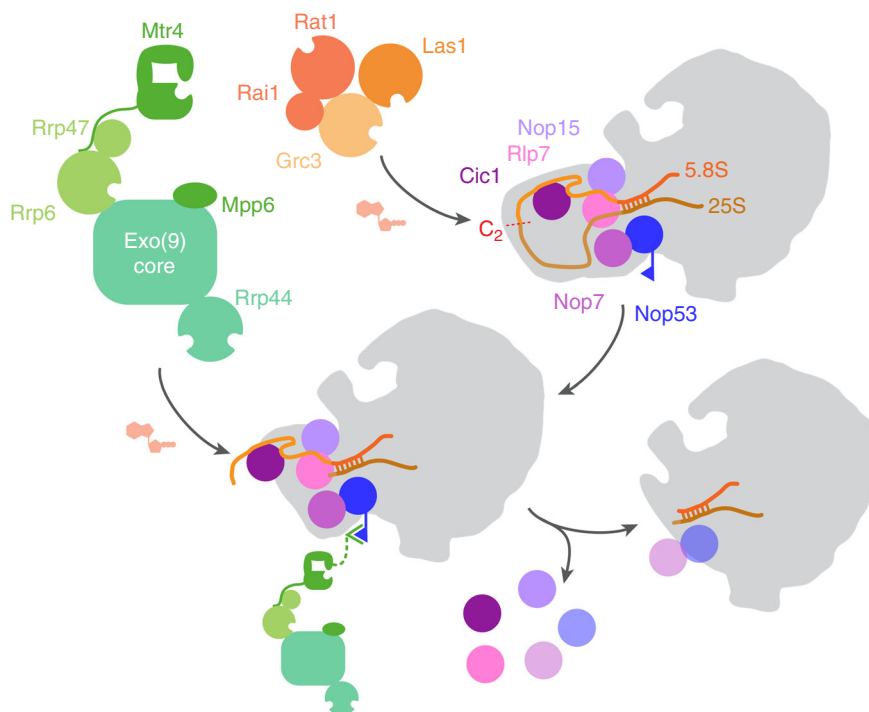 Rat1
Mtr4
Las1
Rai1
Rrp47
Nop15
Grc3
Rlp7
Cic1
5.8S
Mpp6
Rrp6
25S
C2
Exo(9)
core
Rrp44
Nop7
Nop53